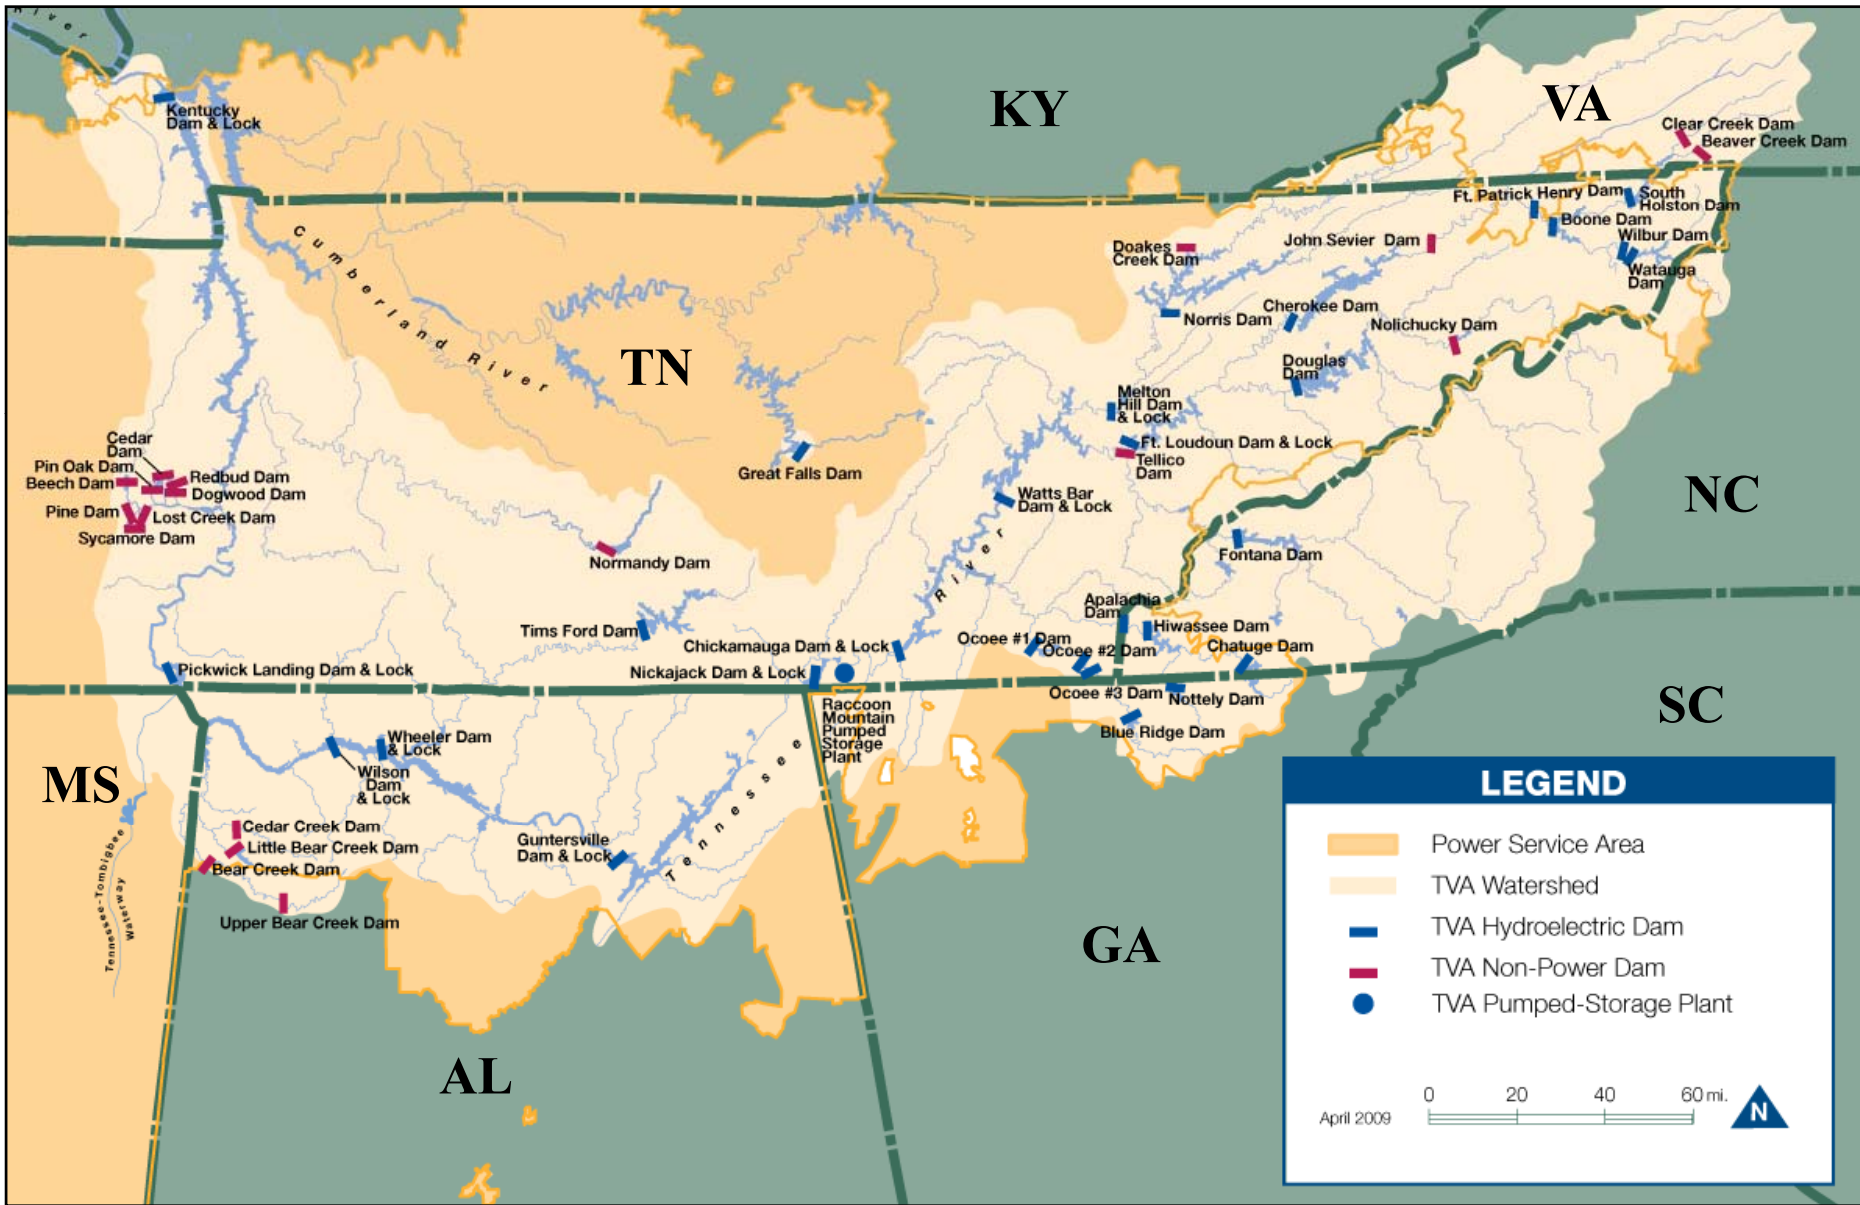 River
KY
VA
Clear Creek Dam
Beaver Creek Dam
Kentucky
Dam & Lock
Ft. Patrick Henry Dam
South
Holston Dam
Boone Dam
Wilbur Dam
Watauga
Dam
John Sevier Dam
Doakes
Creek Dam
Cumberland River
Cherokee Dam
Norris Dam
Nolichucky Dam
TN
Douglas
Dam
Melton
Hill Dam
& Lock
Ft. Loudoun Dam & Lock
Tellico
Dam
Great Falls Dam
Cedar
Dam
Pin Oak Dam
Beech Dam
Redbud Dam
Dogwood Dam
Pine Dam
Lost Creek Dam
Sycamore Dam
Watts Bar
Dam & Lock
NC
Normandy Dam
Fontana Dam
Tennessee River
Apalachia
Dam
Hiwassee Dam
Tims Ford Dam
Chickamauga Dam & Lock
Ocoee #1 Dam
Ocoee #2 Dam
Chatuge Dam
Pickwick Landing Dam & Lock
Nickajack Dam & Lock
Ocoee #3 Dam
Nottely Dam
Raccoon
Mountain
Pumped
Storage
Plant
Blue Ridge Dam
SC
Wheeler Dam
& Lock
Wilson
Dam
& Lock
MS
Tennessee-Tombigbee
Waterway
Cedar Creek Dam
Little Bear Creek Dam
Bear Creek Dam
Upper Bear Creek Dam
Guntersville
Dam & Lock
GA
AL
LEGEND
Power Service Area
TVA Watershed
TVA Hydroelectric Dam
TVA Non-Power Dam
TVA Pumped-Storage Plant
April 2009
0 20 40 60 mi.
N